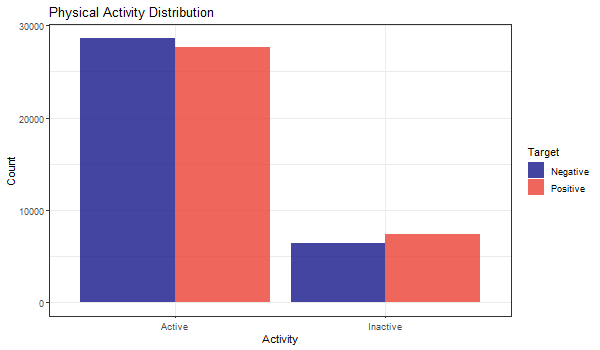 Physical Activity Distribution
30000
20000
10000
0
Count
Active
Inactive
Activity
Target
Negative
Positive